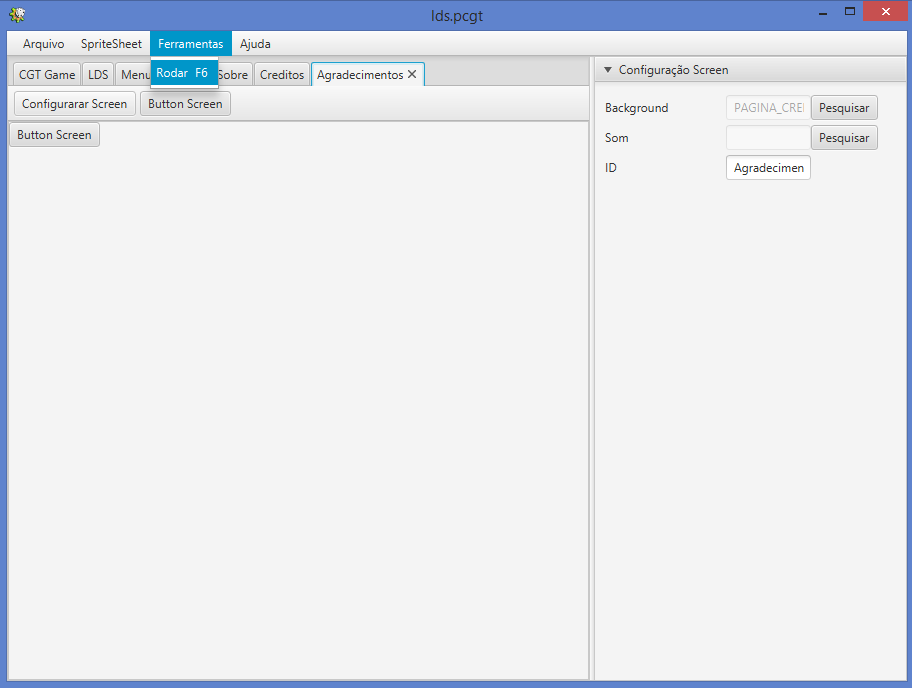 lds.pcgt
Arquivo SpriteSheet Ferramentas Ajuda
Rodar F6
CGT Game LDS Menu Sobre Creditos Agradecimentos
Configurarar Screen Button Screen
Button Screen
Configuração Screen
Background PAGINA_CRE Pesquisar
Som Pesquisar
ID Agradecimen